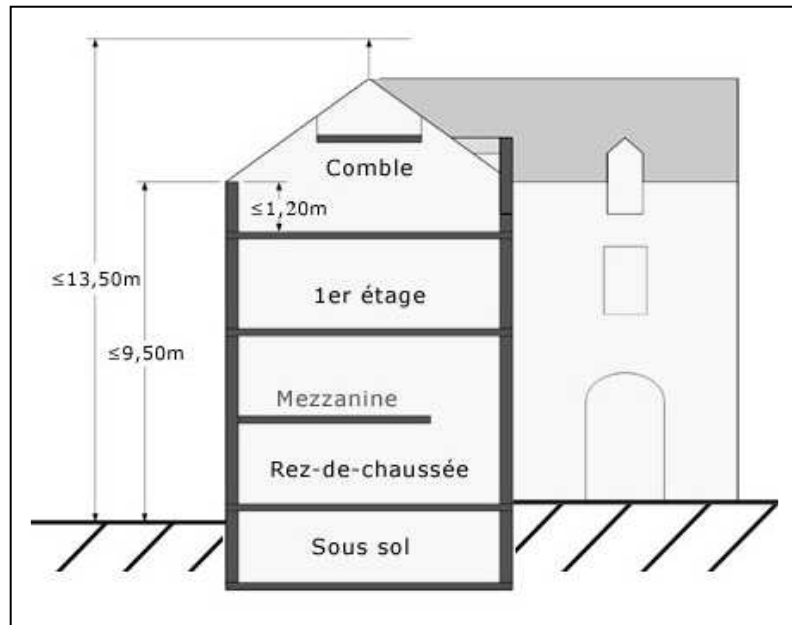 Comble
≤1,20m
≤13,50m
1er étage
≤9,50m
Mezzanine
Rez-de-chaussée
Sous sol